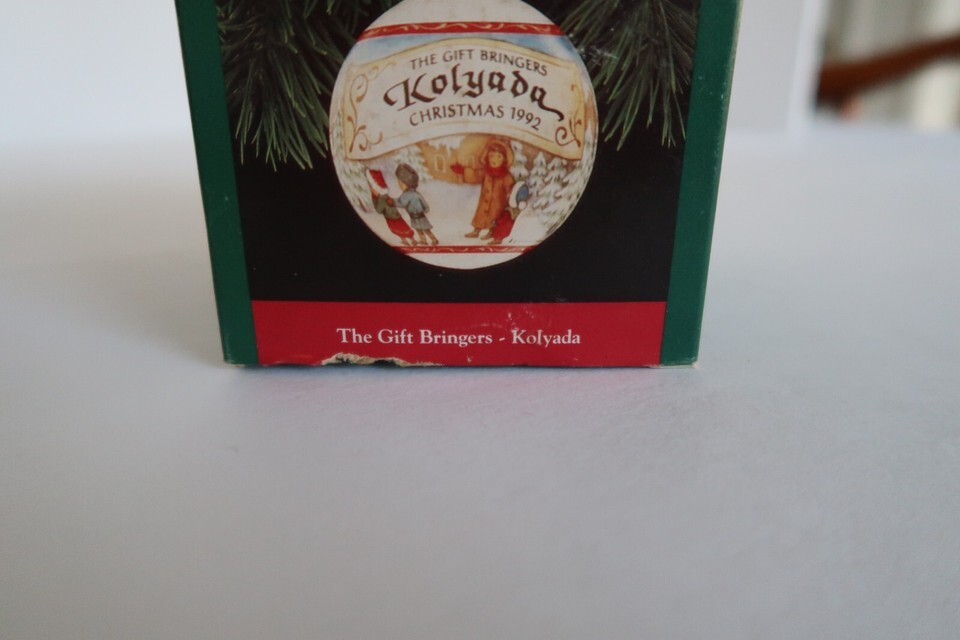 THE GIFT BRINGERS
Kolyada
CHRISTMAS 1992
The Gift Bringers - Kolyada